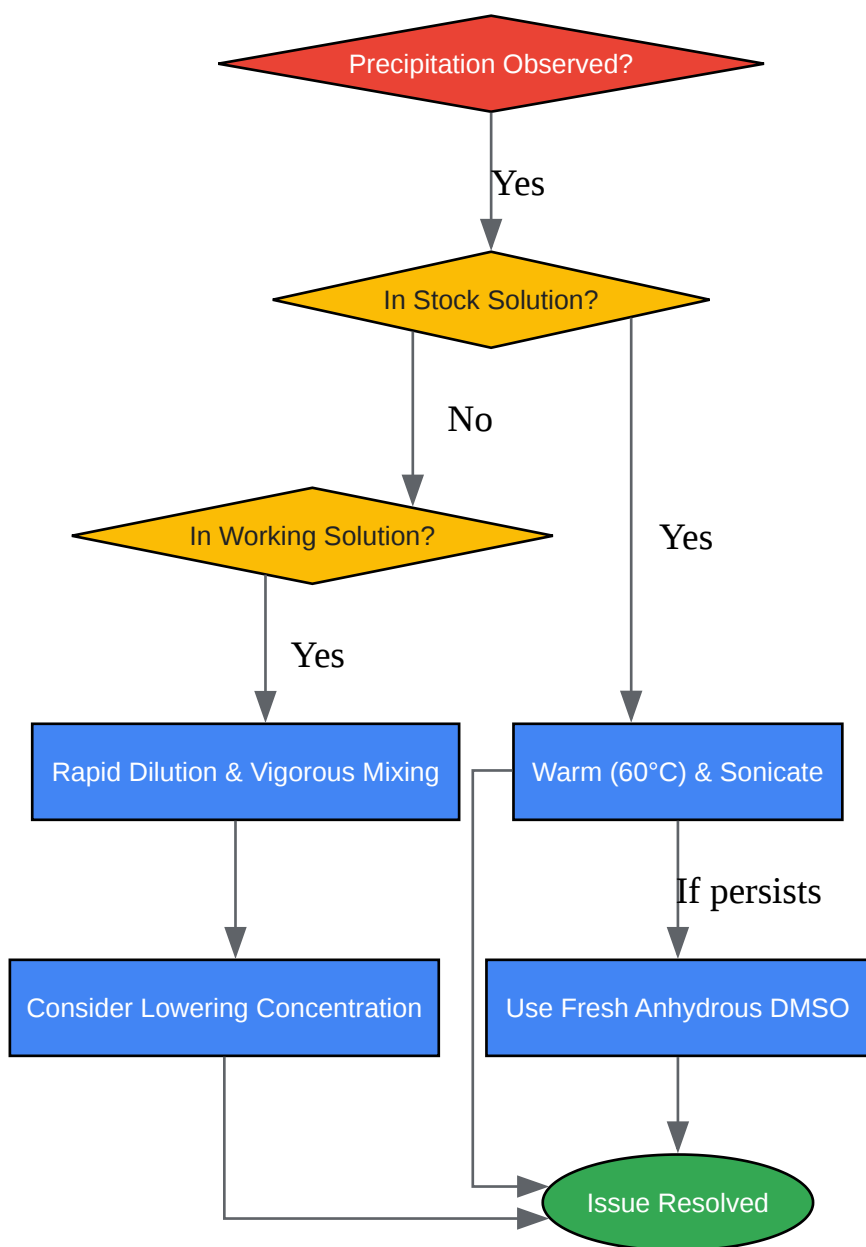 Precipitation Observed?
Yes
In Stock Solution?
No
In Working Solution?
Yes
Yes
Rapid Dilution & Vigorous Mixing
Warm (60°C) & Sonicate
If persists
Consider Lowering Concentration
Use Fresh Anhydrous DMSO
Issue Resolved